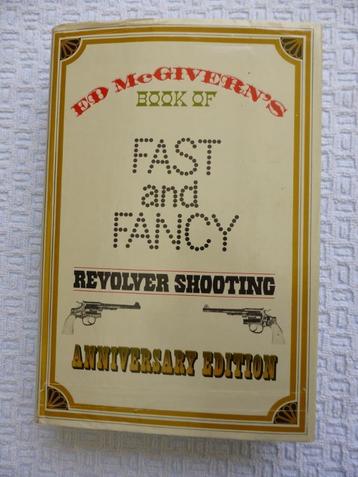 ED McGIVERN'S
BOOK OF
FAST
and
FANCY
REVOLVER SHOOTING
ANNIVERSARY EDITION